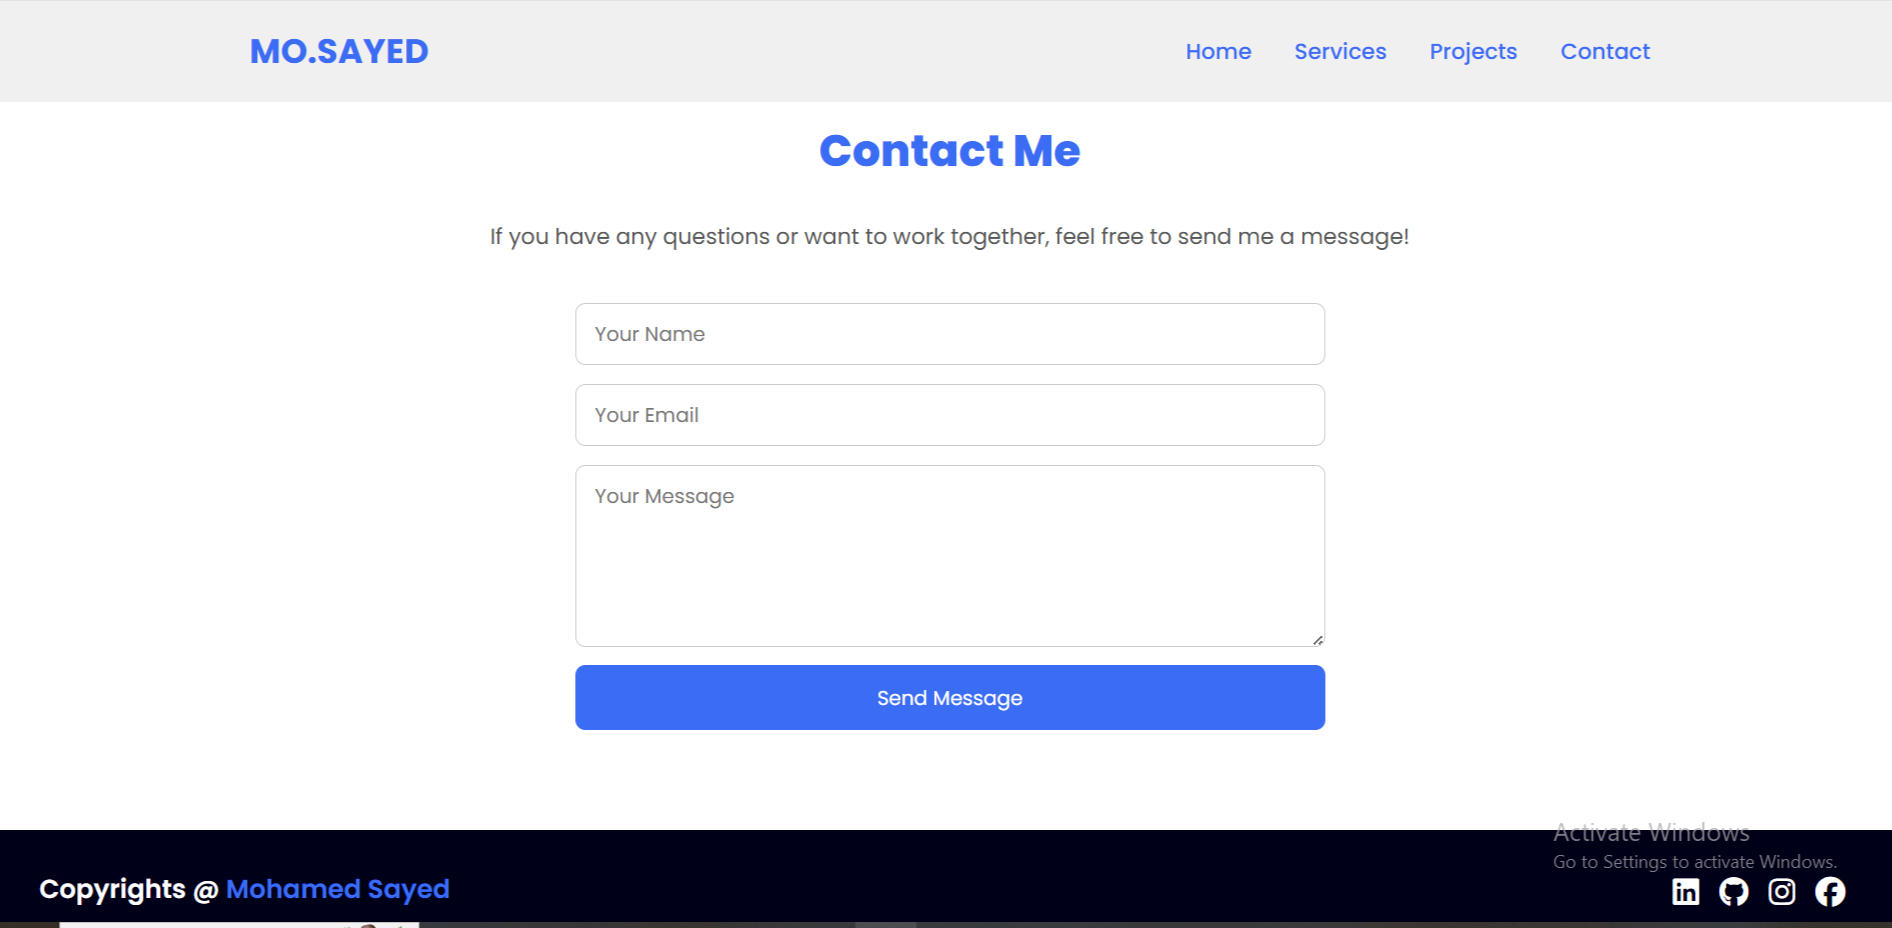 MO.SAYED
Home Services Projects Contact
Contact Me
If you have any questions or want to work together, feel free to send me a message!
Your Name
Your Email
Your Message
Send Message
Activate Windows
Go to Settings to activate Windows.
Copyrights @ Mohamed Sayed